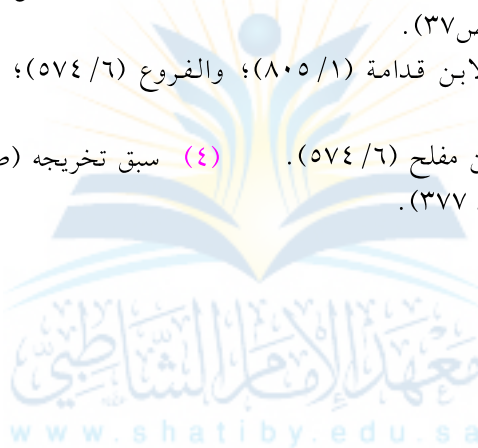 ص٣٧).
لابن قدامة (١/ ٨٠٥)؛ والفروع (٦/ ٥٧٤)؛
ن مفلح (٦/ ٥٧٤). (٤) سبق تخريجه (ص
٣٧٧).
معهد الإمام الشاطبي
www.shatiby.edu.sa